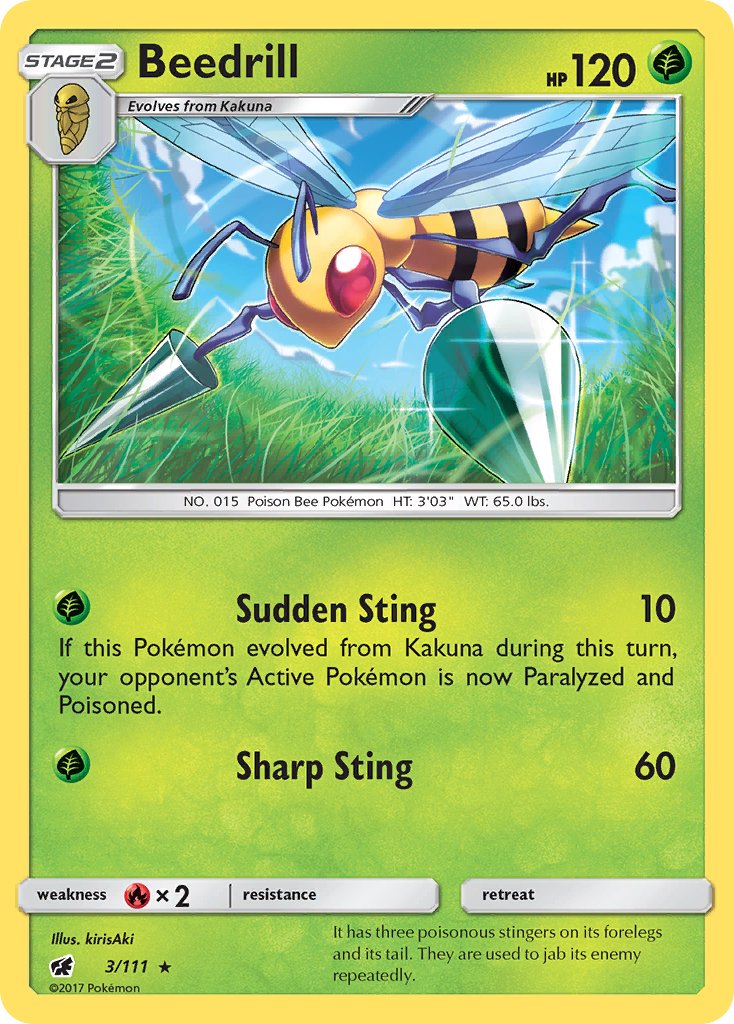 STAGE2
Beedrill
HP 120
Evolves from Kakuna
NO. 015 Poison Bee Pokémon HT: 3'03" WT: 65.0 lbs.
Sudden Sting 10
If this Pokémon evolved from Kakuna during this turn,
your opponent's Active Pokémon is now Paralyzed and
Poisoned.
Sharp Sting 60
weakness × 2 resistance retreat
Illus. kirisAki
3/111 ★
©2017 Pokémon
It has three poisonous stingers on its forelegs
and its tail. They are used to jab its enemy
repeatedly.